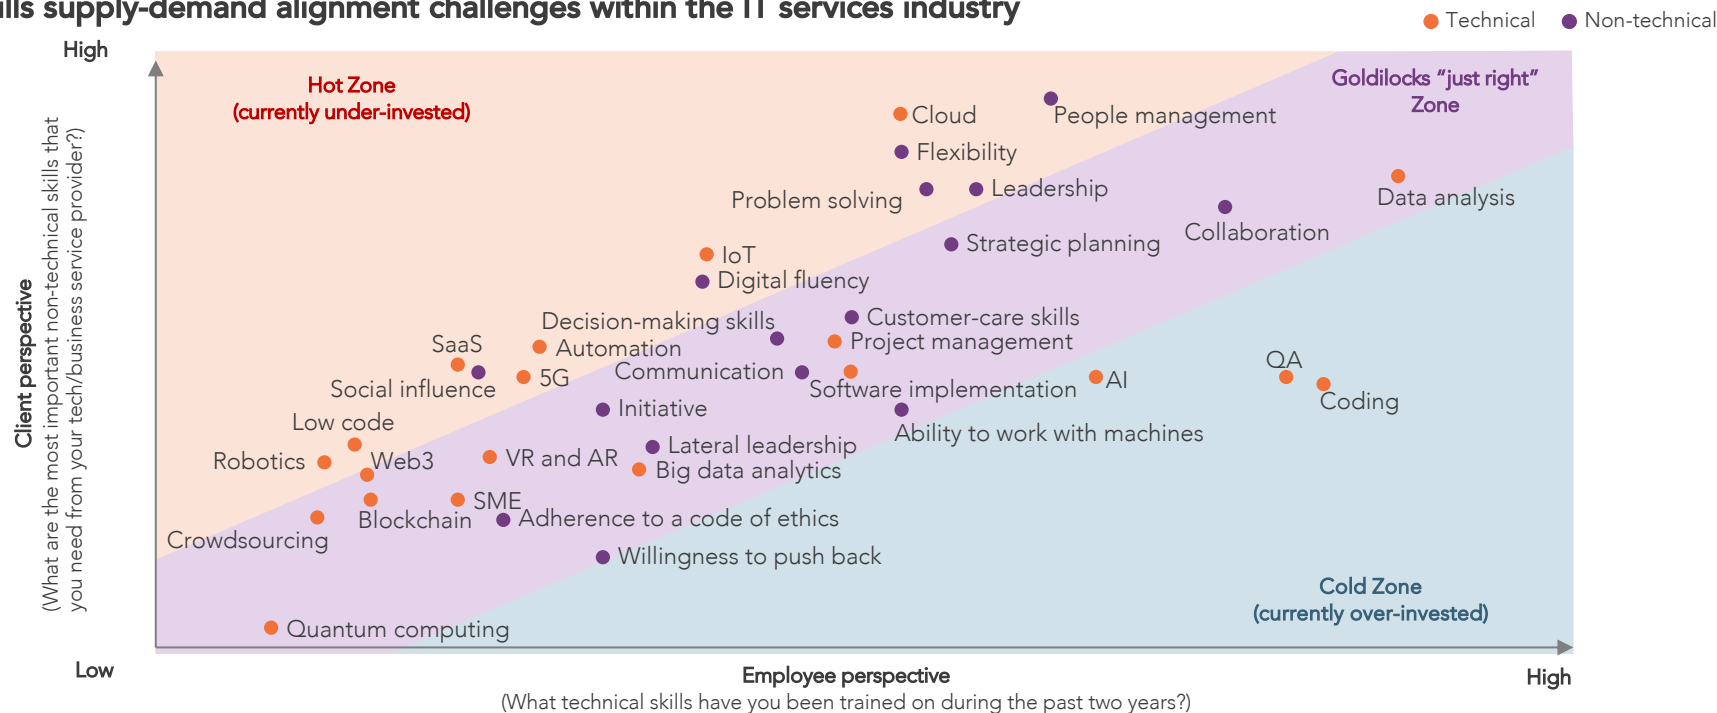 ills supply-demand alignment challenges within the IT services industry
Technical
Non-technical
High
Hot Zone
(currently under-invested)
Goldilocks “just right”
Zone
Cloud
People management
Flexibility
Problem solving
Leadership
Data analysis
Strategic planning
Collaboration
IoT
Digital fluency
Decision-making skills
Customer-care skills
SaaS
Automation
Project management
Communication
Social influence
5G
Software implementation
AI
QA
Coding
Initiative
Low code
Ability to work with machines
Robotics
Web3
VR and AR
Lateral leadership
Big data analytics
SME
Blockchain
Adherence to a code of ethics
Crowdsourcing
Willingness to push back
Cold Zone
(currently over-invested)
Quantum computing
Client perspective
(What are the most important non-technical skills that
you need from your tech/business service provider?)
Low
Employee perspective
High
(What technical skills have you been trained on during the past two years?)